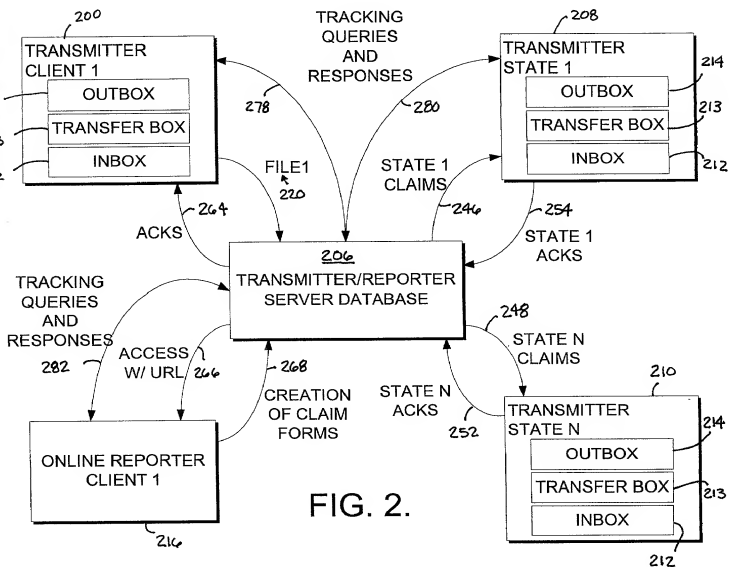 200
TRANSMITTER
CLIENT 1
OUTBOX
TRANSFER BOX
INBOX
TRACKING
QUERIES
AND
RESPONSES
278
280
208
TRANSMITTER
STATE 1
OUTBOX
214
TRANSFER BOX
213
INBOX
212
FILE1
220
STATE 1
CLAIMS
246
254
STATE 1
ACKS
264
ACKS
206
TRANSMITTER/REPORTER
SERVER DATABASE
TRACKING
QUERIES
AND
RESPONSES
282
ACCESS
W/ URL
266
268
CREATION
OF CLAIM
FORMS
248
STATE N
CLAIMS
STATE N
ACKS
252
210
TRANSMITTER
STATE N
OUTBOX
214
TRANSFER BOX
213
INBOX
212
ONLINE REPORTER
CLIENT 1
216
FIG. 2.